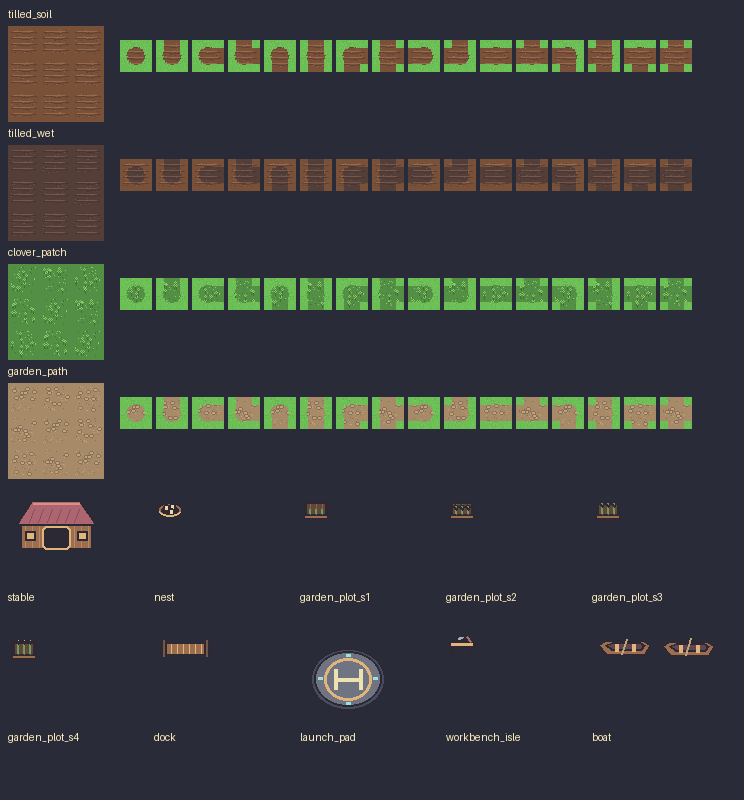 tilled_soil
tilled_wet
clover_patch
garden_path
stable
nest
garden_plot_s1
garden_plot_s2
garden_plot_s3
H
garden_plot_s4
dock
launch_pad
workbench_isle
boat